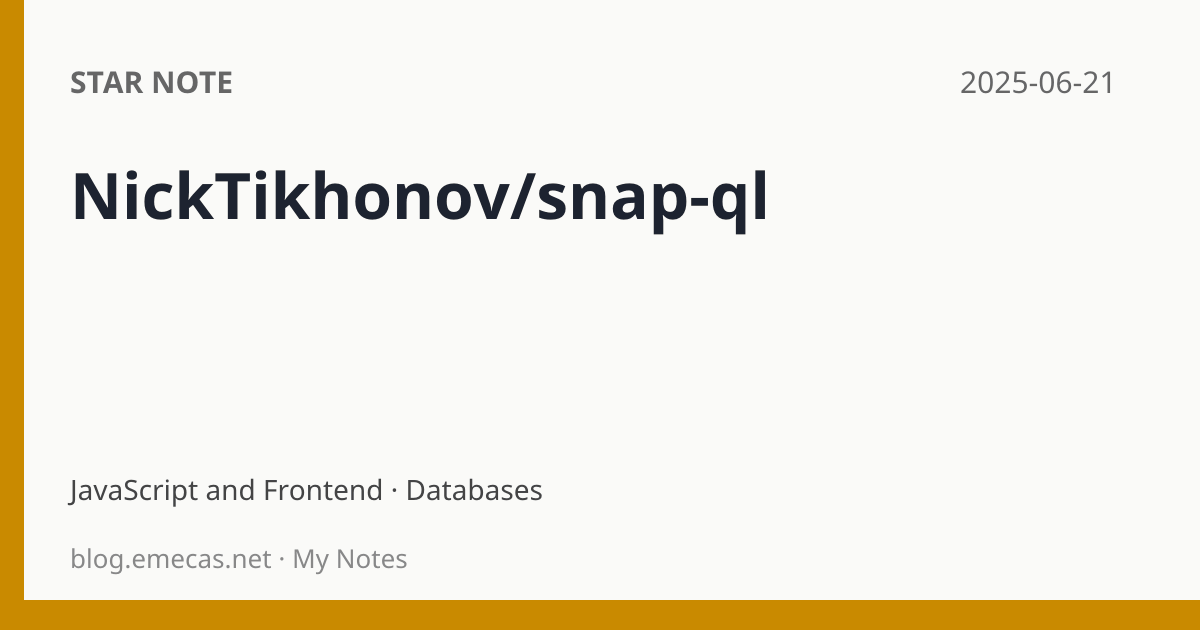 STAR NOTE
2025-06-21
NickTikhonov/snap-ql
JavaScript and Frontend · Databases
blog.emecas.net · My Notes